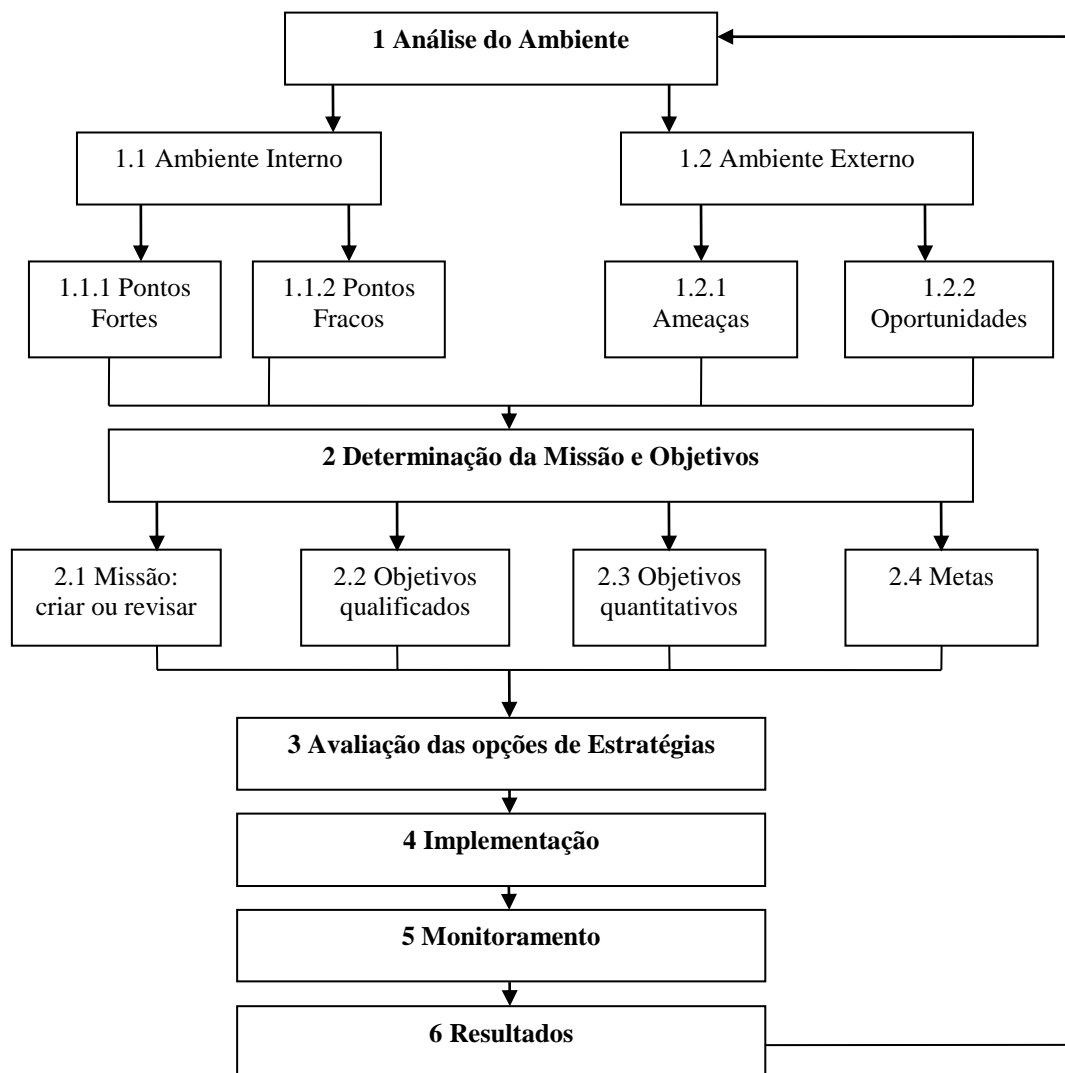 1 Análise do Ambiente
1.1 Ambiente Interno
1.2 Ambiente Externo
1.1.1 Pontos
Fortes
1.1.2 Pontos
Fracos
1.2.1
Ameaças
1.2.2
Oportunidades
2 Determinação da Missão e Objetivos
2.1 Missão:
criar ou revisar
2.2 Objetivos
qualificados
2.3 Objetivos
quantitativos
2.4 Metas
3 Avaliação das opções de Estratégias
4 Implementação
5 Monitoramento
6 Resultados